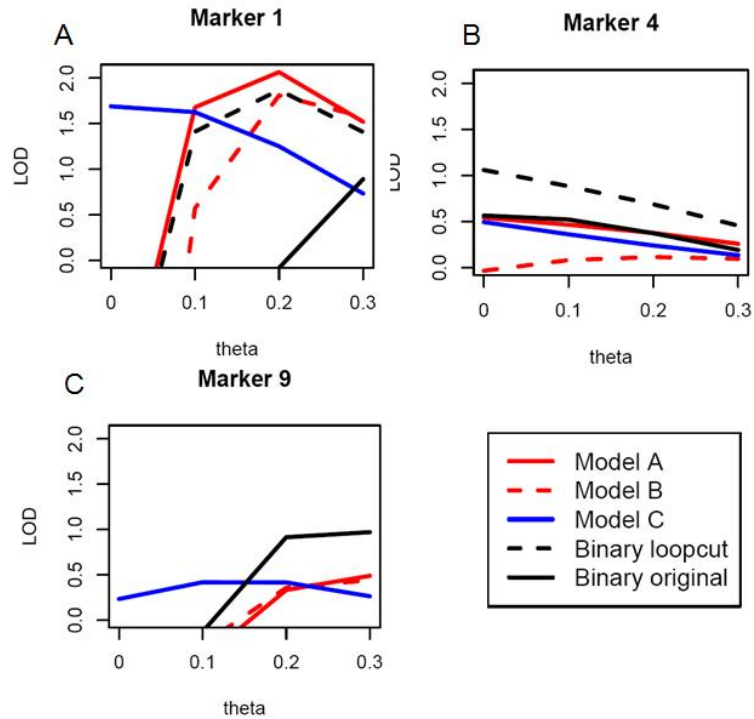 A
Marker 1
LOD
2.0
1.5
1.0
0.5
0.0
0
0.1
0.2
0.3
theta
B
Marker 4
LOD
2.0
1.5
1.0
0.5
0.0
0
0.1
0.2
0.3
theta
C
Marker 9
LOD
2.0
1.5
1.0
0.5
0.0
0
0.1
0.2
0.3
theta
Model A
Model B
Model C
Binary loopcut
Binary original